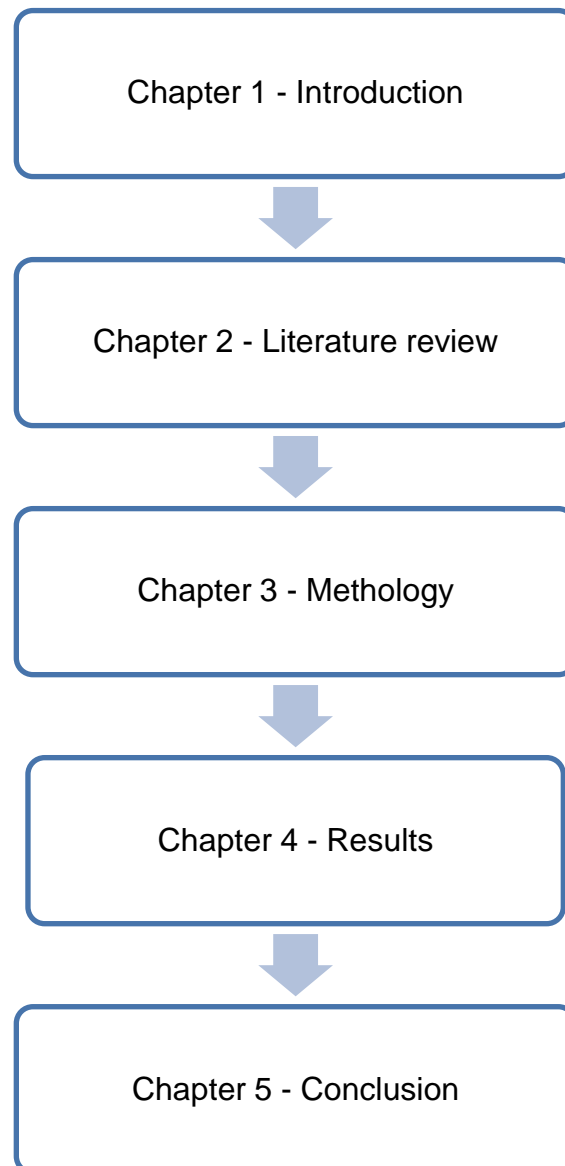 Chapter 1 - Introduction
Chapter 2 - Literature review
Chapter 3 - Methology
Chapter 4 - Results
Chapter 5 - Conclusion